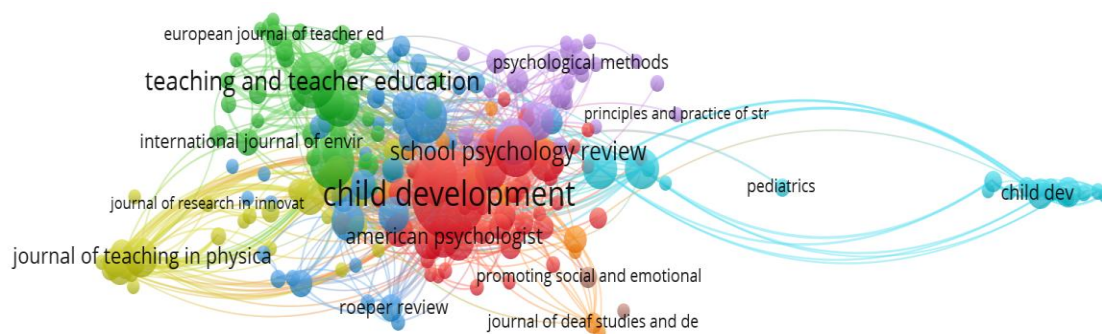 european journal of teacher ed
psychological methods
teaching and teacher education
principles and practice of str
international journal of envir
school psychology review
pediatrics
child development
child dev
journal of research in innovat
american psychologist
journal of teaching in physica
promoting social and emotional
roeper review
journal of deaf studies and de